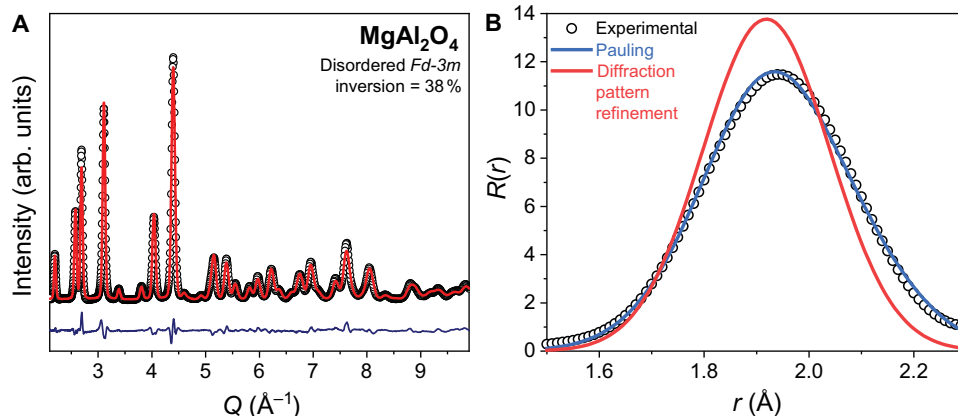 A
MgAl₂O₄
Disordered Fd-3m
inversion = 38 %
Intensity (arb. units)
3 4 5 6 7 8 9
Q (Å⁻¹)
B
Experimental
Pauling
Diffraction
pattern
refinement
R(r)
14
12
10
8
6
4
2
0
1.6 1.8 2.0 2.2
r (Å)